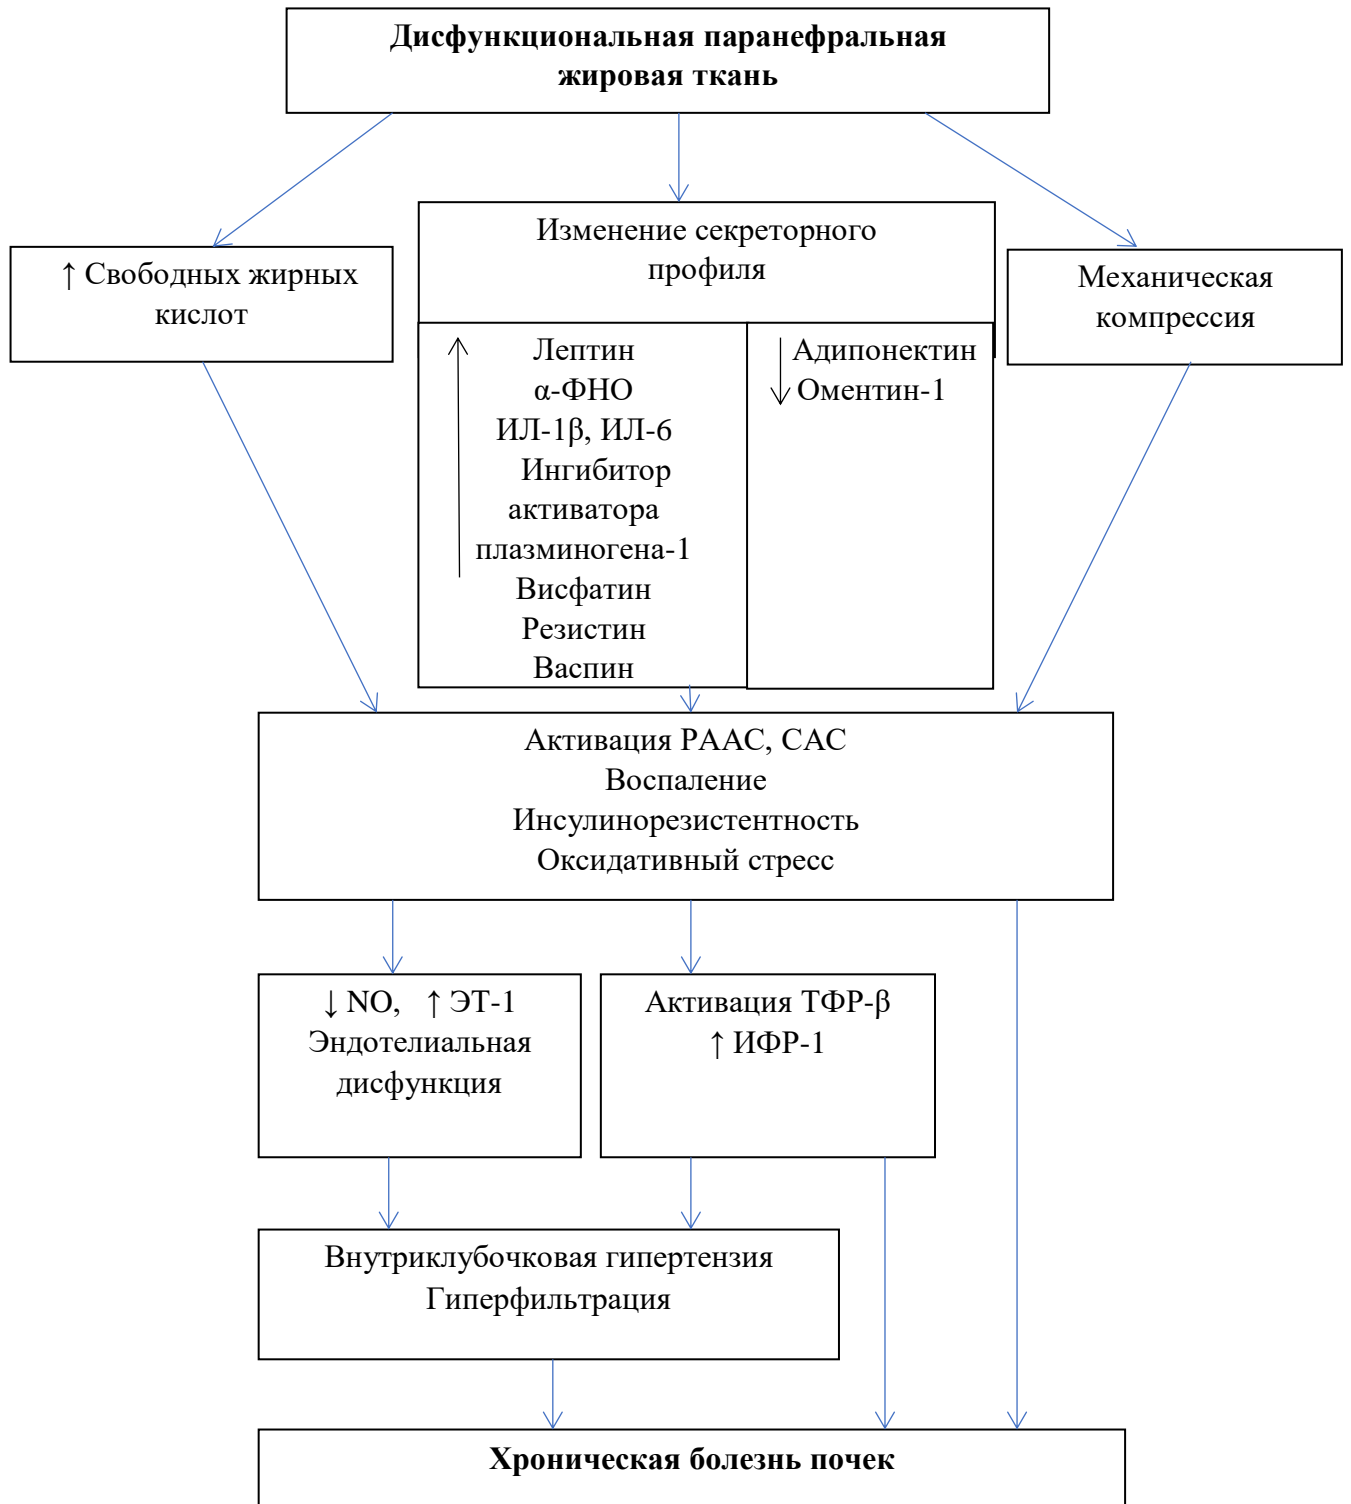 Дисфункциональная паранефральная
жировая ткань
↑ Свободных жирных
кислот
Изменение секреторного
профиля
Механическая
компрессия
Лептин
α-ФНО
ИЛ-1β, ИЛ-6
Ингибитор
активатора
плазминогена-1
Висфатин
Резистин
Васпин
Адипонектин
Оментин-1
Активация РААС, САС
Воспаление
Инсулинорезистентность
Оксидативный стресс
↓ NO, ↑ ЭТ-1
Эндотелиальная
дисфункция
Активация ТФР-β
↑ ИФР-1
Внутриклубочковая гипертензия
Гиперфильтрация
Хроническая болезнь почек